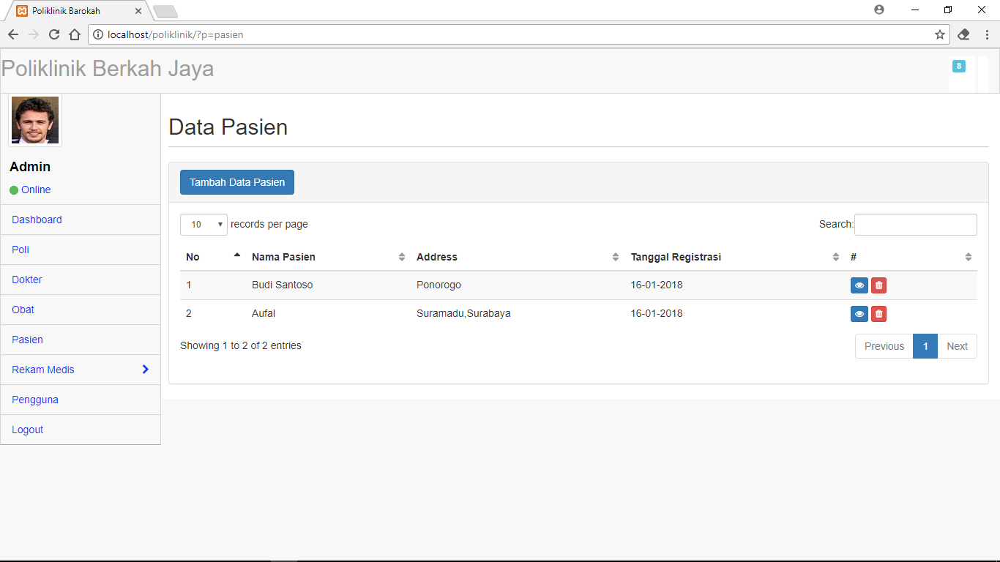 Poliklinik Barokah
localhost/poliklinik/?p=pasien
Poliklinik Berkah Jaya
8
Admin
Online
Dashboard
Poli
Dokter
Obat
Pasien
Rekam Medis
Pengguna
Logout
Data Pasien
Tambah Data Pasien
10 records per page Search:
No Nama Pasien Address Tanggal Registrasi #
1 Budi Santoso Ponorogo 16-01-2018
2 Aufal Suramadu,Surabaya 16-01-2018
Showing 1 to 2 of 2 entries Previous 1 Next